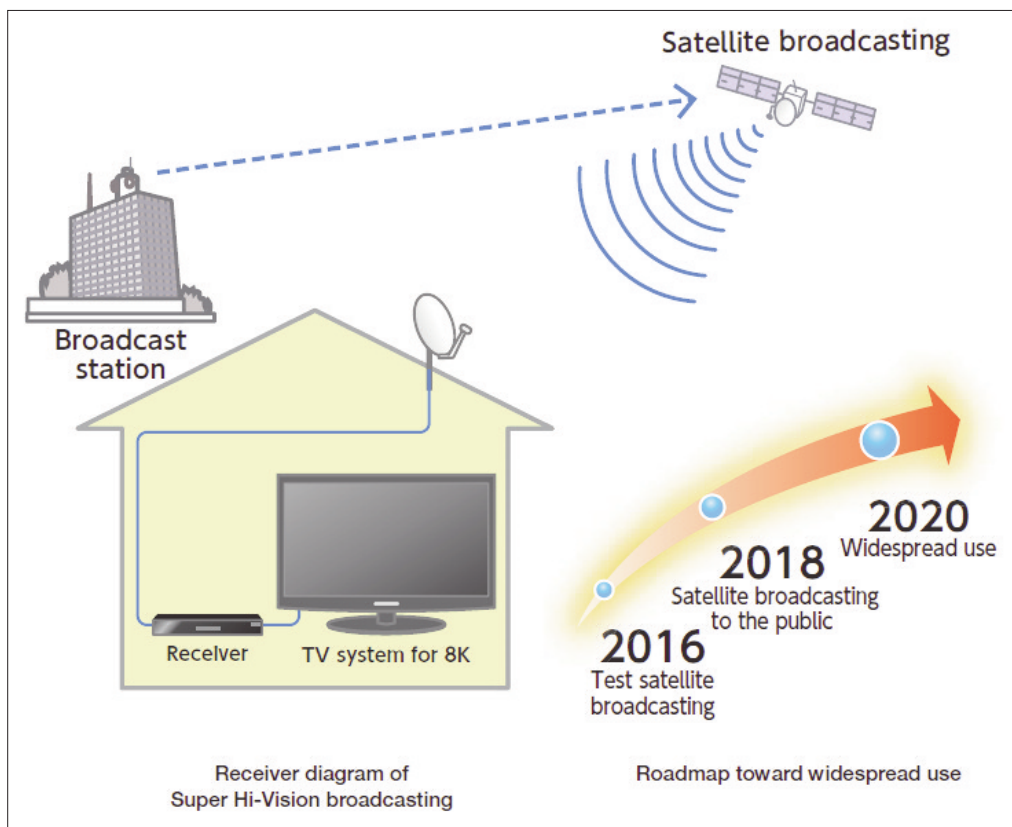 Satellite broadcasting
Broadcast
station
Receiver
TV system for 8K
2016
Test satellite
broadcasting
2018
Satellite broadcasting
to the public
2020
Widespread use
Receiver diagram of
Super Hi-Vision broadcasting
Roadmap toward widespread use